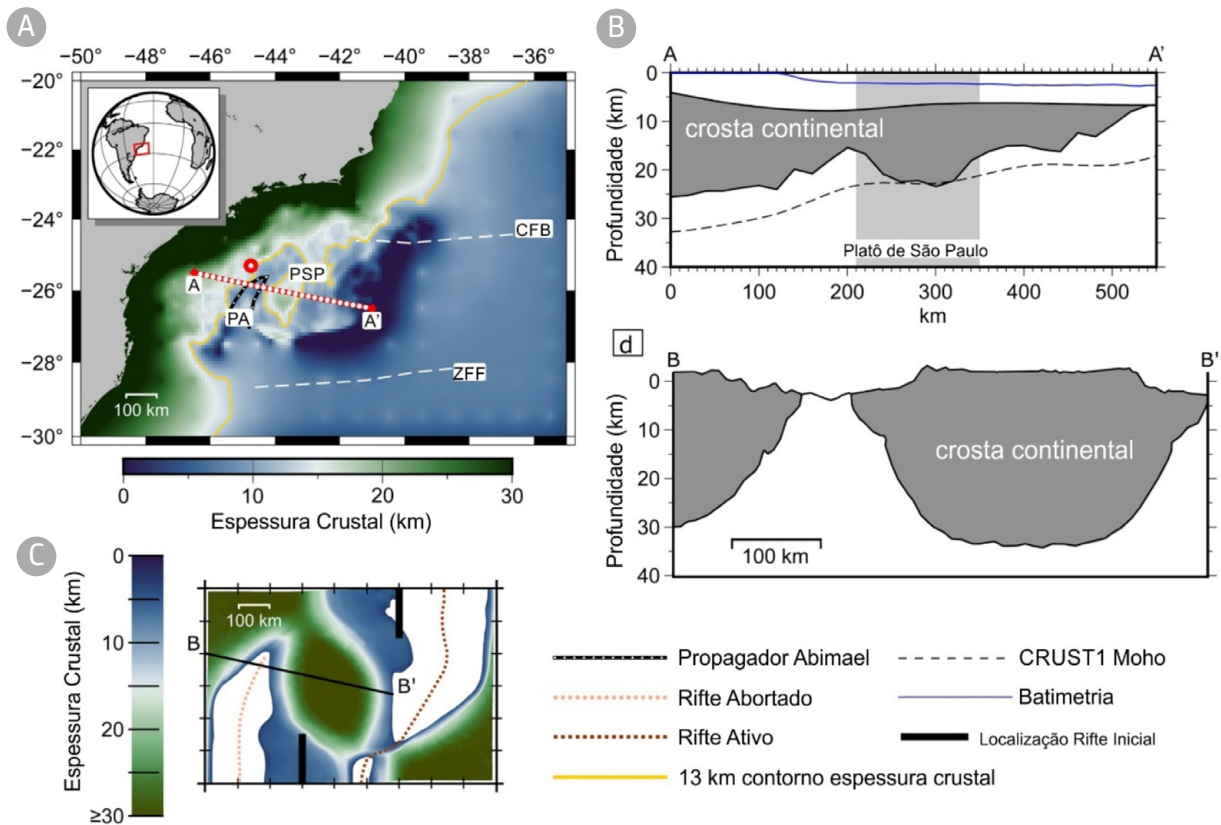 A
−50° −48° −46° −44° −42° −40° −38° −36°
−20°
−22°
−24°
−26°
−28°
−30°
CFB
PSP
A
PA
A'
ZFF
100 km
0 10 20 30
Espessura Crustal (km)
B
A A'
0
10
20
30
40
Profundidade (km)
crosta continental
Platô de São Paulo
0 100 200 300 400 500
km
d
B B'
0
10
20
30
40
Profundidade (km)
crosta continental
100 km
C
0
10
20
≥30
Espessura Crustal (km)
100 km
B
B'
Propagador Abimael
Rifte Abortado
Rifte Ativo
13 km contorno espessura crustal
CRUST1 Moho
Batimetria
Localização Rifte Inicial